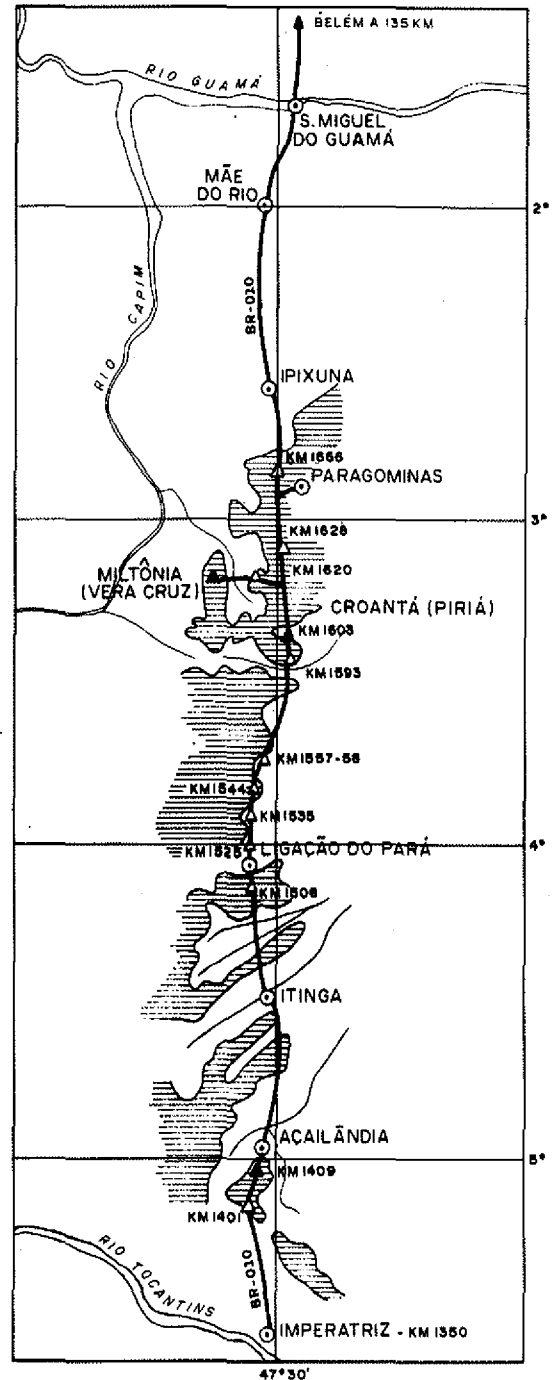 BELÉM A 135 KM
RIO GUAMÁ
S. MIGUEL
DO GUAMÁ
MÃE
DO RIO
2°
BR-010
RIO CAPIM
IPIXUNA
KM 1666
PARAGOMINAS
3°
KM 1628
MILTÔNIA
(VERA CRUZ)
KM 1620
CROANTÁ (PIRIÁ)
KM 1603
KM 1593
KM 1557-58
KM 1544
KM 1535
4°
KM 1525
LIGAÇÃO DO PARÁ
KM 1506
ITINGA
AÇAILÂNDIA
5°
KM 1409
KM 1401
RIO TOCANTINS
BR-010
IMPERATRIZ - KM 1350
47°30'